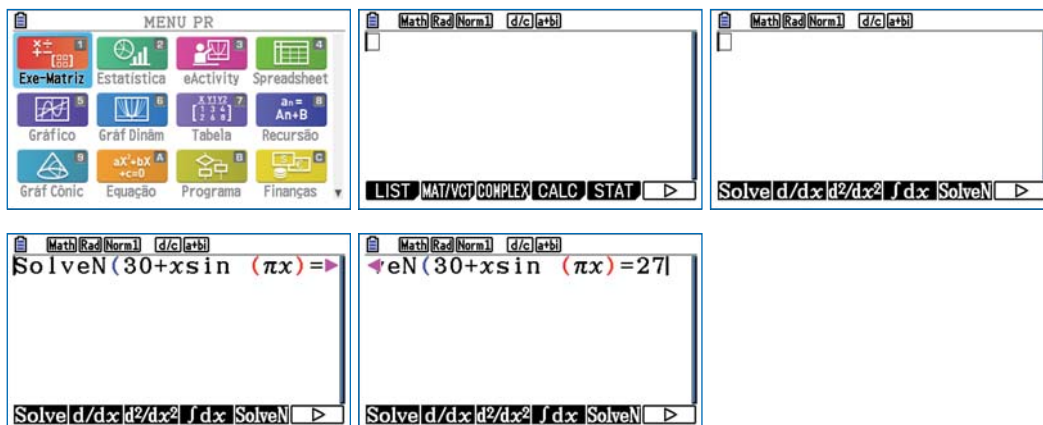 MENU PR
Exe-Matriz Estatística eActivity Spreadsheet
Gráfico Gráf Dinâm Tabela Recursão
Gráf Cônic Equação Programa Finanças
Math Rad Norm1 d/c a+bi
LIST MAT/VCT COMPLEX CALC STAT ▷
Math Rad Norm1 d/c a+bi
Solve d/dx d²/dx² ∫dx SolveN ▷
Math Rad Norm1 d/c a+bi
SolveN(30+xsin (πx)=▶
Solve d/dx d²/dx² ∫dx SolveN ▷
Math Rad Norm1 d/c a+bi
◀eN(30+xsin (πx)=27
Solve d/dx d²/dx² ∫dx SolveN ▷